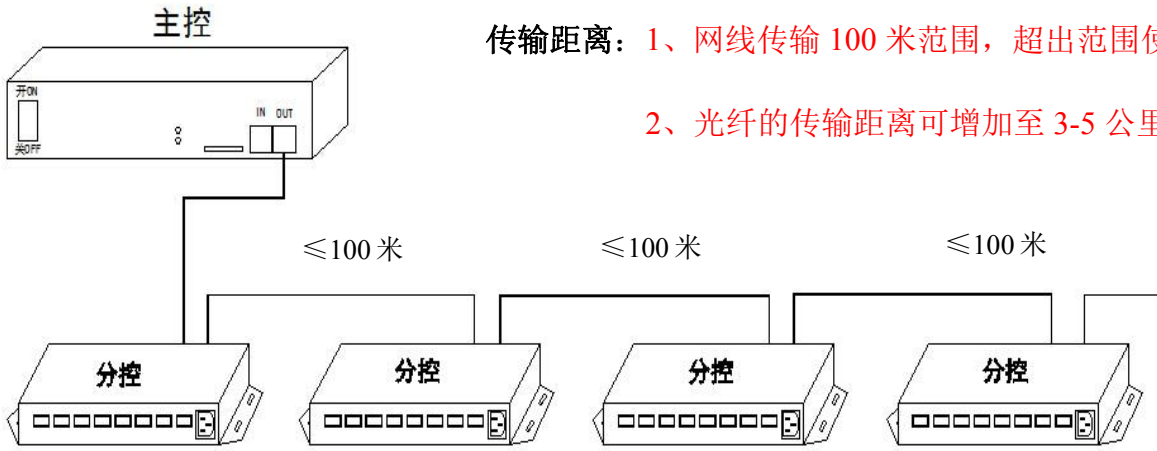 主控
传输距离：1、网线传输 100 米范围，超出范围使
2、光纤的传输距离可增加至 3-5 公里
开ON
IN OUT
关OFF
≤100 米 ≤100 米 ≤100 米
分控 分控 分控 分控